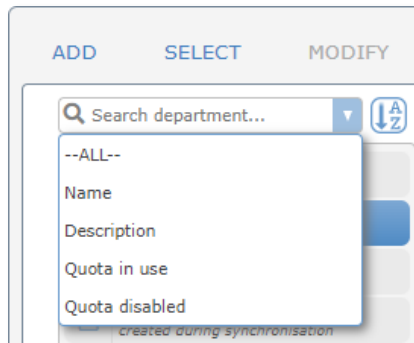 ADD SELECT MODIFY
Search department...
--ALL--
Name
Description
Quota in use
Quota disabled
created during synchronisation